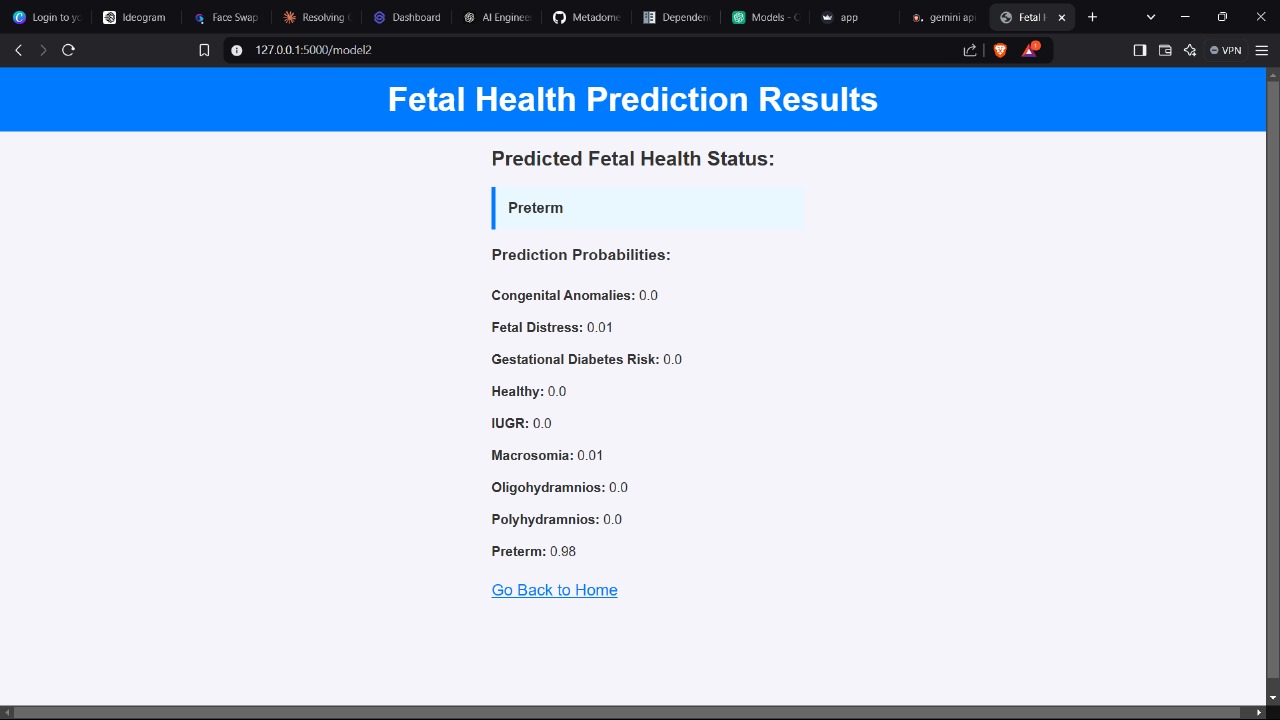 Login to yo
Ideogram
Face Swap
Resolving
Dashboard
AI Enginee
Metadome
Dependen
Models -
app
gemini api
Fetal H
127.0.0.1:5000/model2
1
VPN
Fetal Health Prediction Results
Predicted Fetal Health Status:
Preterm
Prediction Probabilities:
Congenital Anomalies: 0.0
Fetal Distress: 0.01
Gestational Diabetes Risk: 0.0
Healthy: 0.0
IUGR: 0.0
Macrosomia: 0.01
Oligohydramnios: 0.0
Polyhydramnios: 0.0
Preterm: 0.98
Go Back to Home